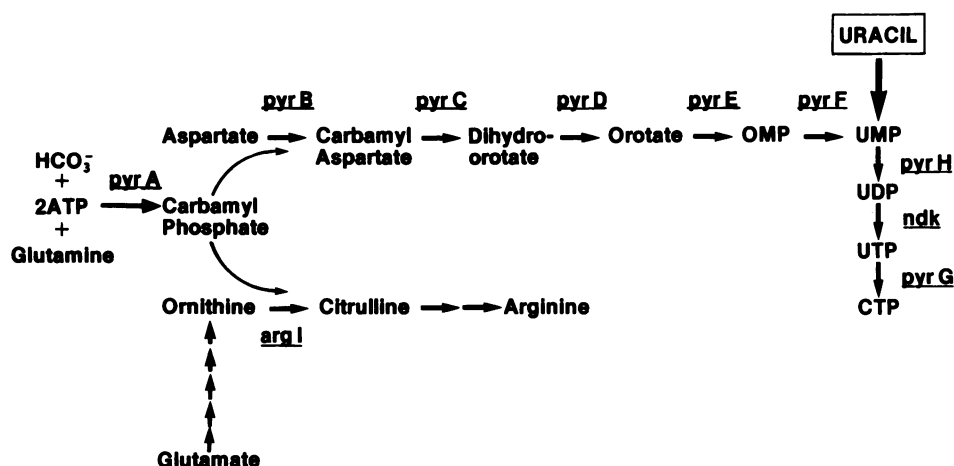 URACIL
pyr B pyr C pyr D pyr E pyr F
Aspartate Carbamyl Aspartate Dihydro-orotate Orotate OMP UMP
HCO₃⁻
+
2ATP
+
Glutamine
pyr A
Carbamyl
Phosphate
pyr H
UDP
ndk
UTP
pyr G
CTP
Ornithine Citrulline Arginine
arg I
Glutamate